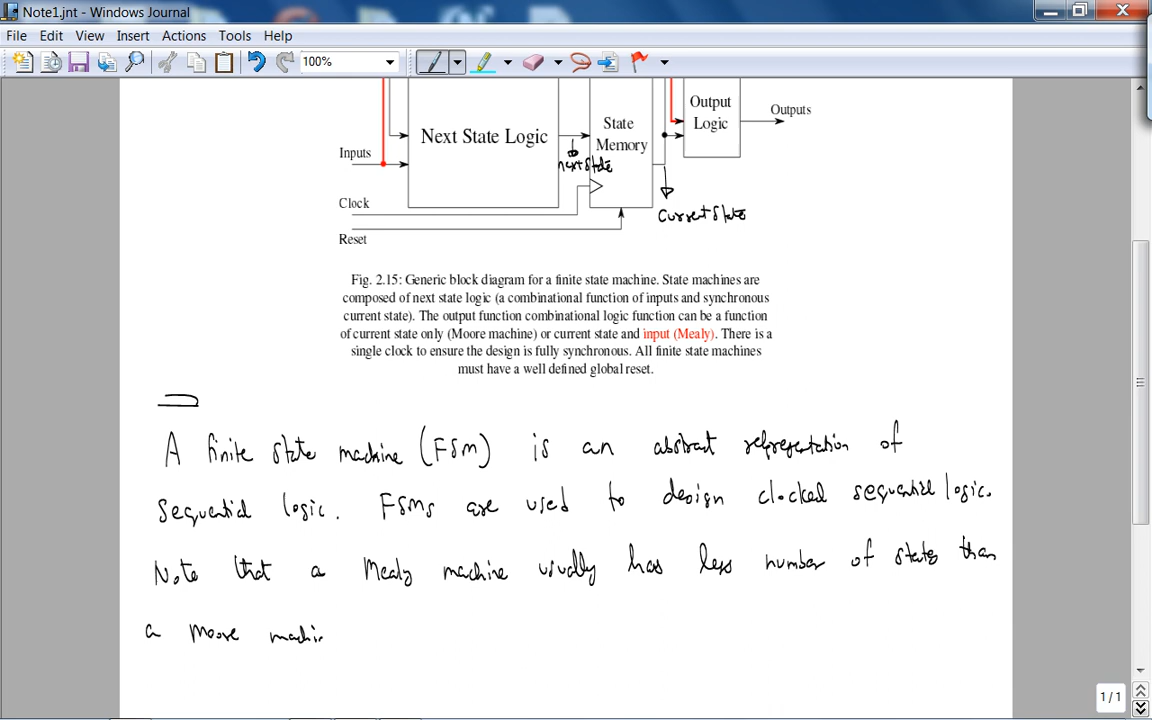 Note1.jnt - Windows Journal
File Edit View Insert Actions Tools Help
100%
Output
Logic
Outputs
State
Memory
Next State Logic
Inputs
next State
Clock
Current State
Reset
Fig. 2.15: Generic block diagram for a finite state machine. State machines are
composed of next state logic (a combinational function of inputs and synchronous
current state). The output function combinational logic function can be a function
of current state only (Moore machine) or current state and input (Mealy). There is a
single clock to ensure the design is fully synchronous. All finite state machines
must have a well defined global reset.
A finite state machine (FSM) is an abstract representation of
Sequential logic. FSMs are used to design clocked sequential logic.
Note that a Mealy machine usually has less number of states than
a Moore machi
1/1